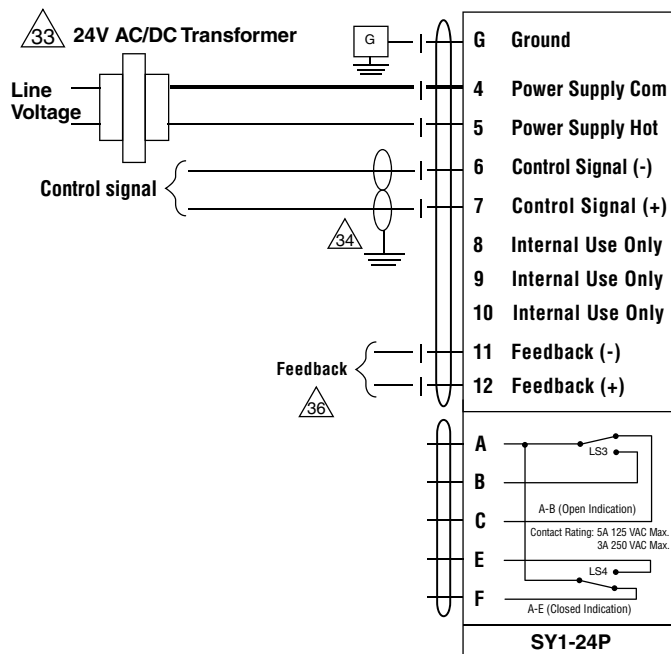 33 24V AC/DC Transformer
Line
Voltage
G
G Ground
4 Power Supply Com
5 Power Supply Hot
Control signal
6 Control Signal (-)
7 Control Signal (+)
34
8 Internal Use Only
9 Internal Use Only
10 Internal Use Only
Feedback
36
11 Feedback (-)
12 Feedback (+)
A
LS3
B
A-B (Open Indication)
C
Contact Rating: 5A 125 VAC Max.
3A 250 VAC Max.
E
LS4
F
A-E (Closed Indication)
SY1-24P